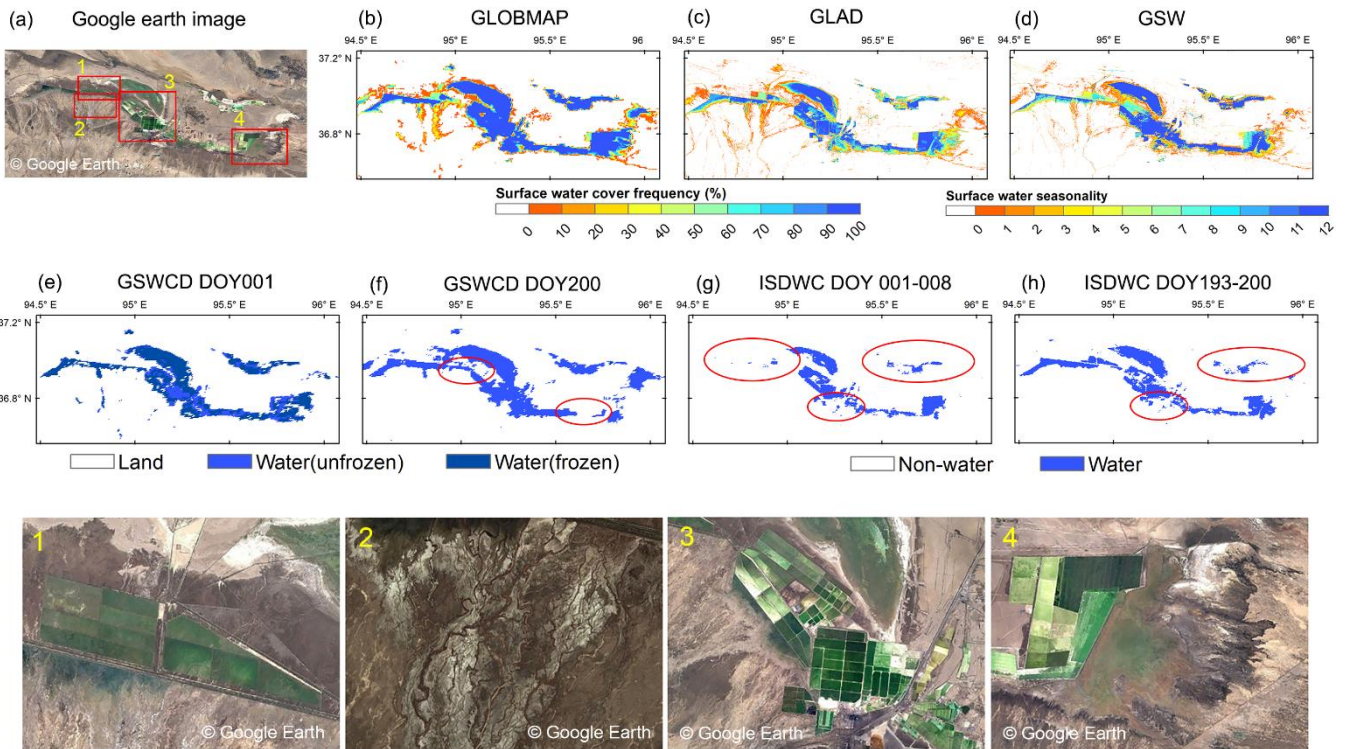 (a) Google earth image
1
2
3
4
© Google Earth
(b) GLOBMAP
94.5° E 95° E 95.5° E 96° E
37.2° N
36.8° N
(c) GLAD
94.5° E 95° E 95.5° E 96 E
(d) GSW
94.5° E 95° E 95.5° E 96° E
Surface water cover frequency (%)
0 10 20 30 40 50 60 70 80 90 100
Surface water seasonality
0 1 2 3 4 5 6 7 8 9 10 11 12
(e) GSWCD DOY001
94.5° E 95° E 95.5° E 96° E
37.2° N
36.8° N
(f) GSWCD DOY200
94.5° E 95° E 95.5° E 96° E
(g) ISDWC DOY 001-008
94.5° E 95° E 95.5° E 96° E
(h) ISDWC DOY193-200
94.5° E 95° E 95.5° E 96° E
Land Water(unfrozen) Water(frozen)
Non-water Water
1
© Google Earth
2
© Google Earth
3
© Google Earth
4
© Google Earth